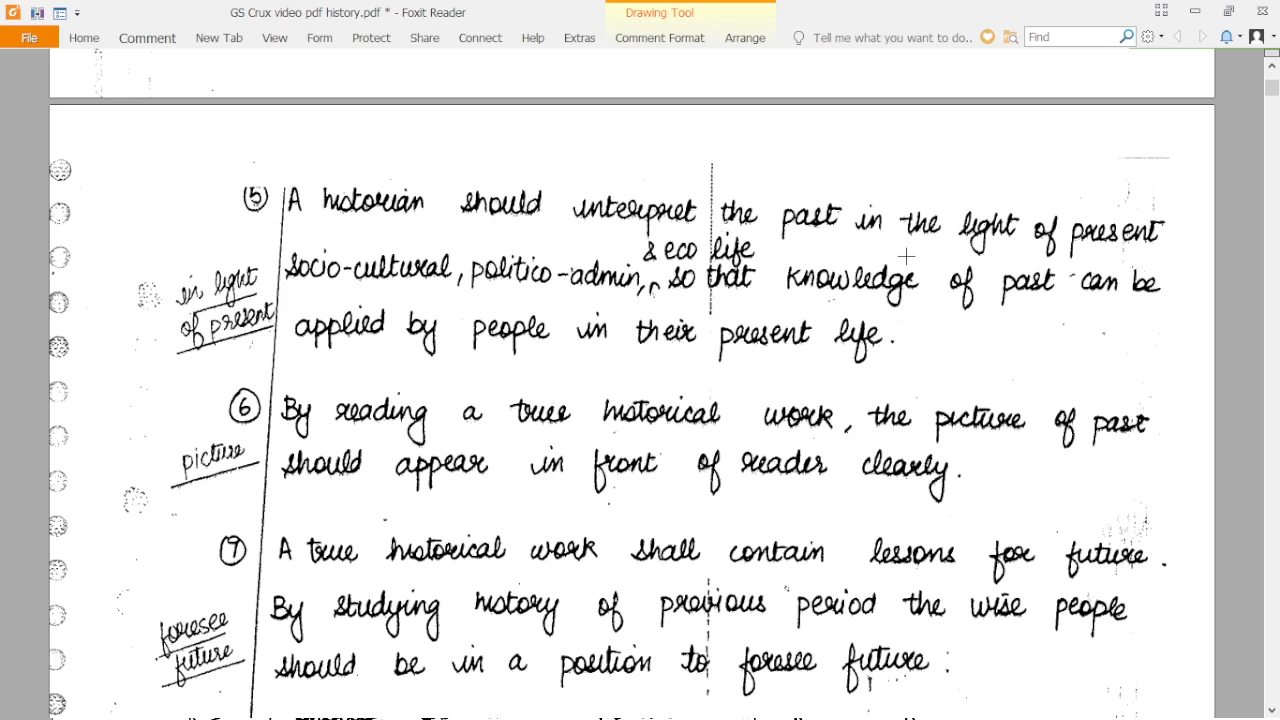 GS Crux video pdf history.pdf * - Foxit Reader
Drawing Tool
File Home Comment New Tab View Form Protect Share Connect Help Extras Comment Format Arrange Tell me what you want to do.. Find
(5) A historian should interpret the past in the light of present
& eco life
socio-cultural, politico-admin, so that knowledge of past can be
in light
of present
applied by people in their present life.
(6) By reading a true historical work, the picture of past
picture
should appear in front of reader clearly.
(7) A true historical work shall contain lessons for future.
By studying history of previous period the wise people
foresee
future
should be in a position to foresee future.